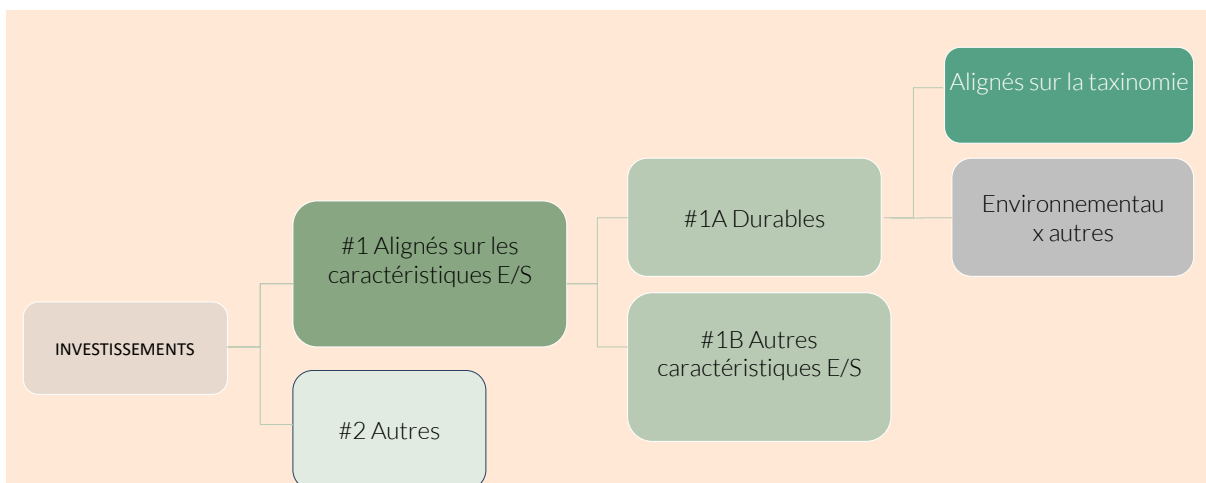 INVESTISSEMENTS
#1 Alignés sur les
caractéristiques E/S
#2 Autres
#1A Durables
#1B Autres
caractéristiques E/S
Alignés sur la taxinomie
Environnementau
x autres